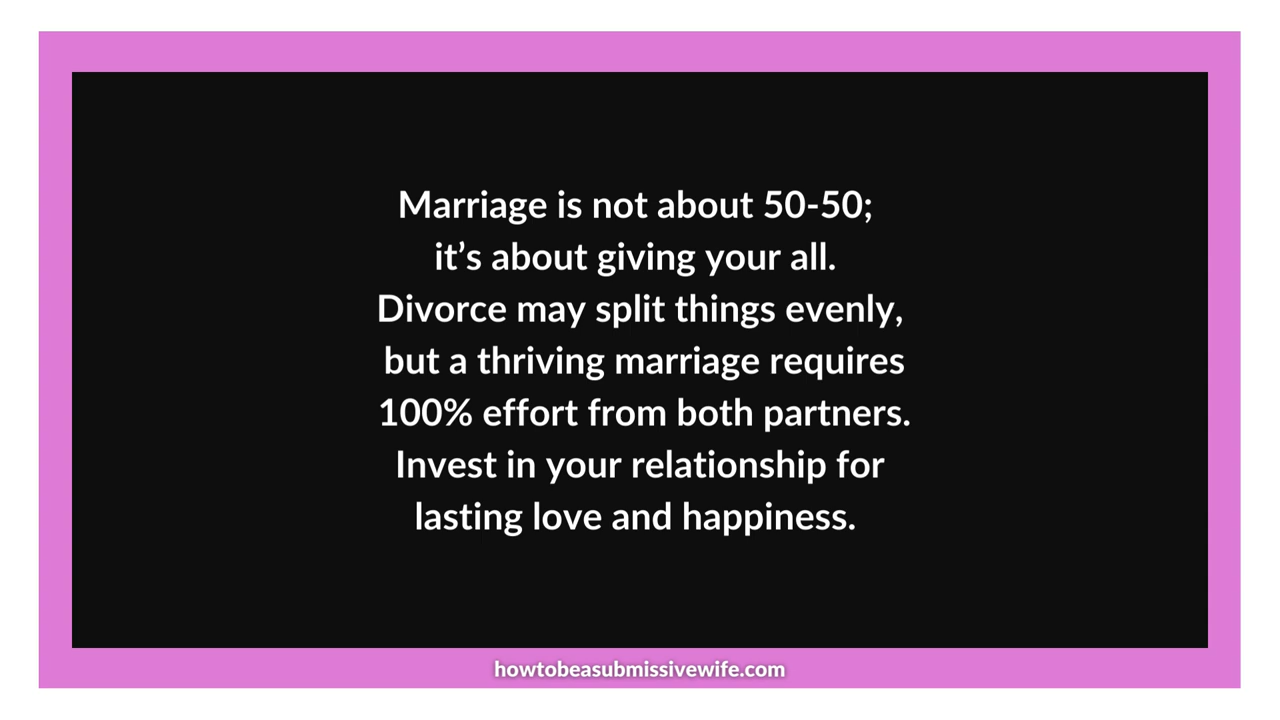 Marriage is not about 50-50;
it’s about giving your all.
Divorce may split things evenly,
but a thriving marriage requires
100% effort from both partners.
Invest in your relationship for
lasting love and happiness.
howtobeasubmissivewife.com